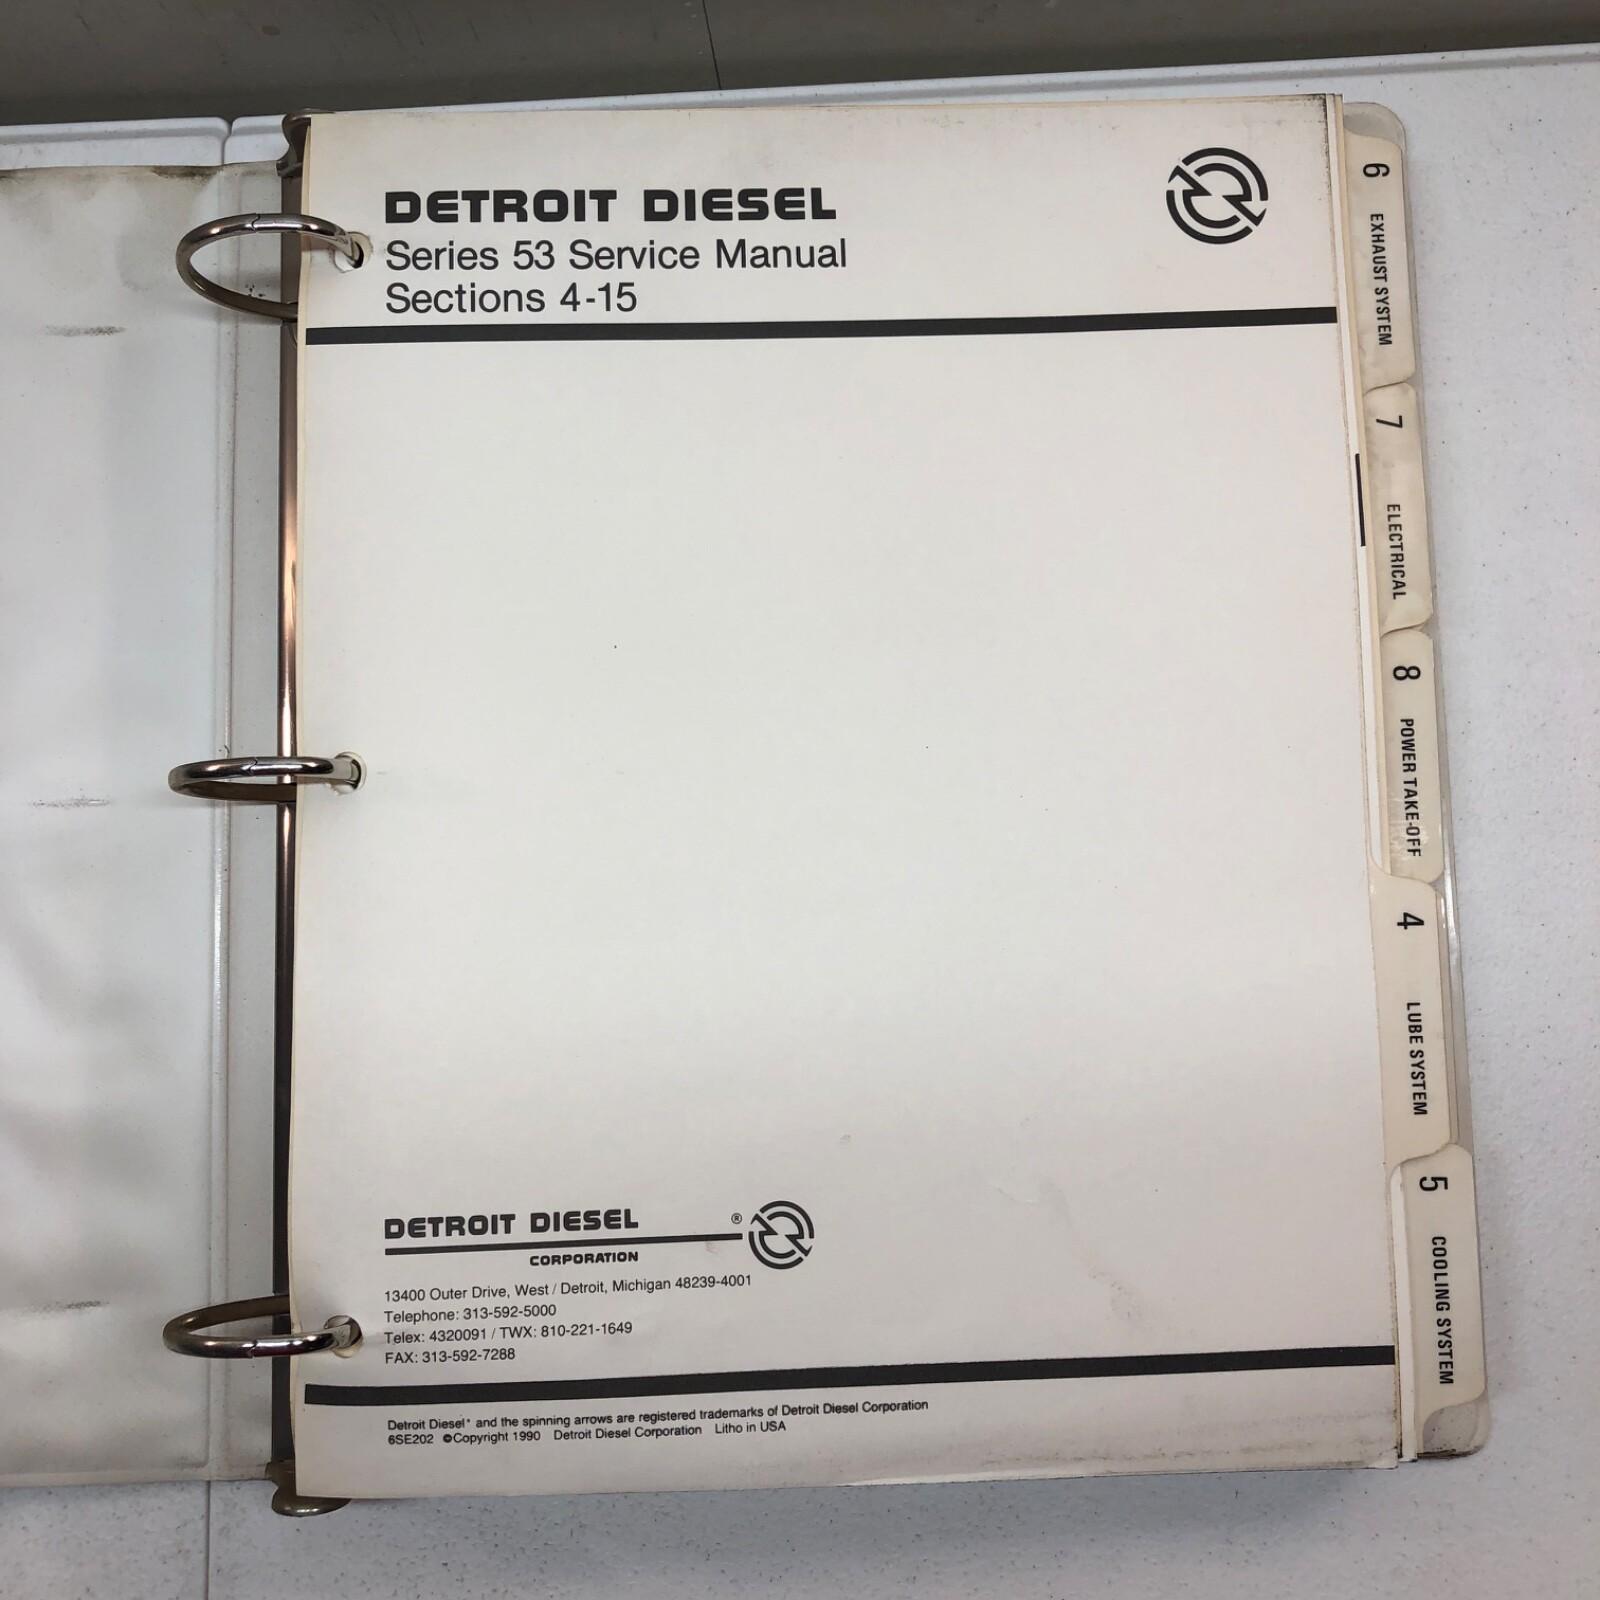 DETROIT DIESEL
Series 53 Service Manual
Sections 4-15
DETROIT DIESEL ®
CORPORATION
13400 Outer Drive, West / Detroit, Michigan 48239-4001
Telephone: 313-592-5000
Telex: 4320091 / TWX: 810-221-1649
FAX: 313-592-7288
Detroit Diesel® and the spinning arrows are registered trademarks of Detroit Diesel Corporation
6SE202 ©Copyright 1990 Detroit Diesel Corporation Litho in USA
6 EXHAUST SYSTEM
7 ELECTRICAL
8 POWER TAKE-OFF
4 LUBE SYSTEM
5 COOLING SYSTEM